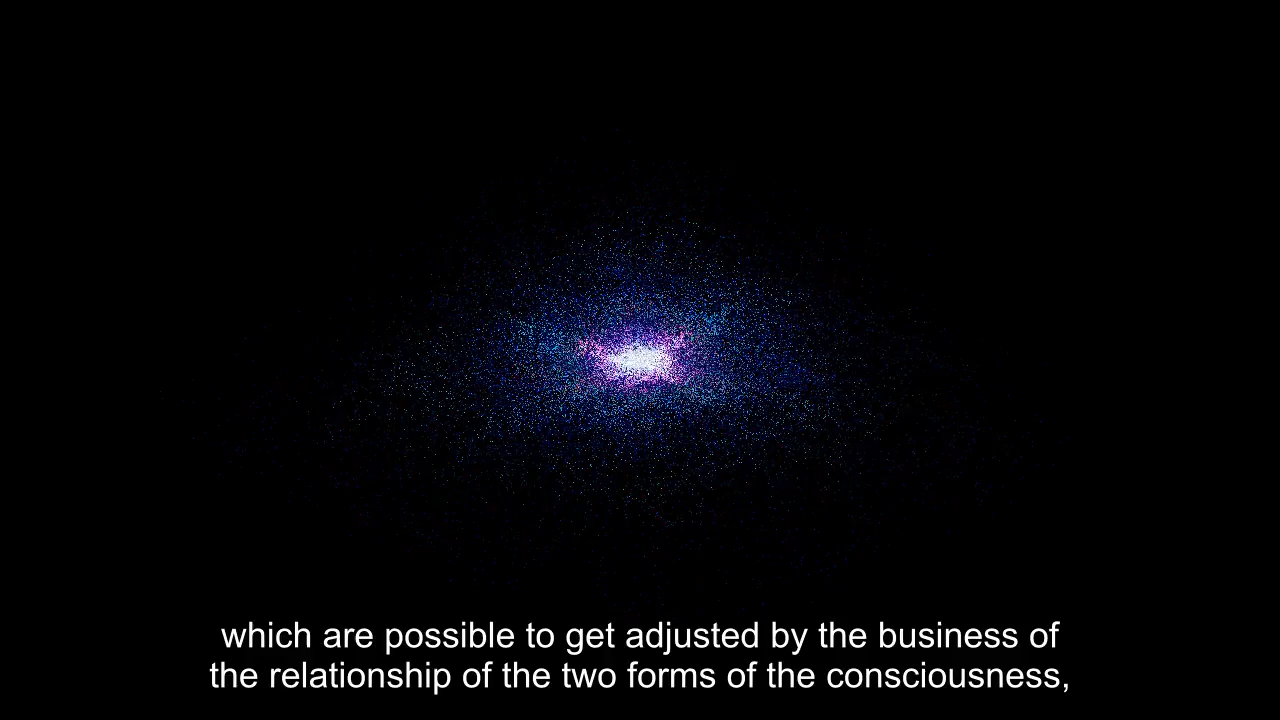 which are possible to get adjusted by the business of
the relationship of the two forms of the consciousness,